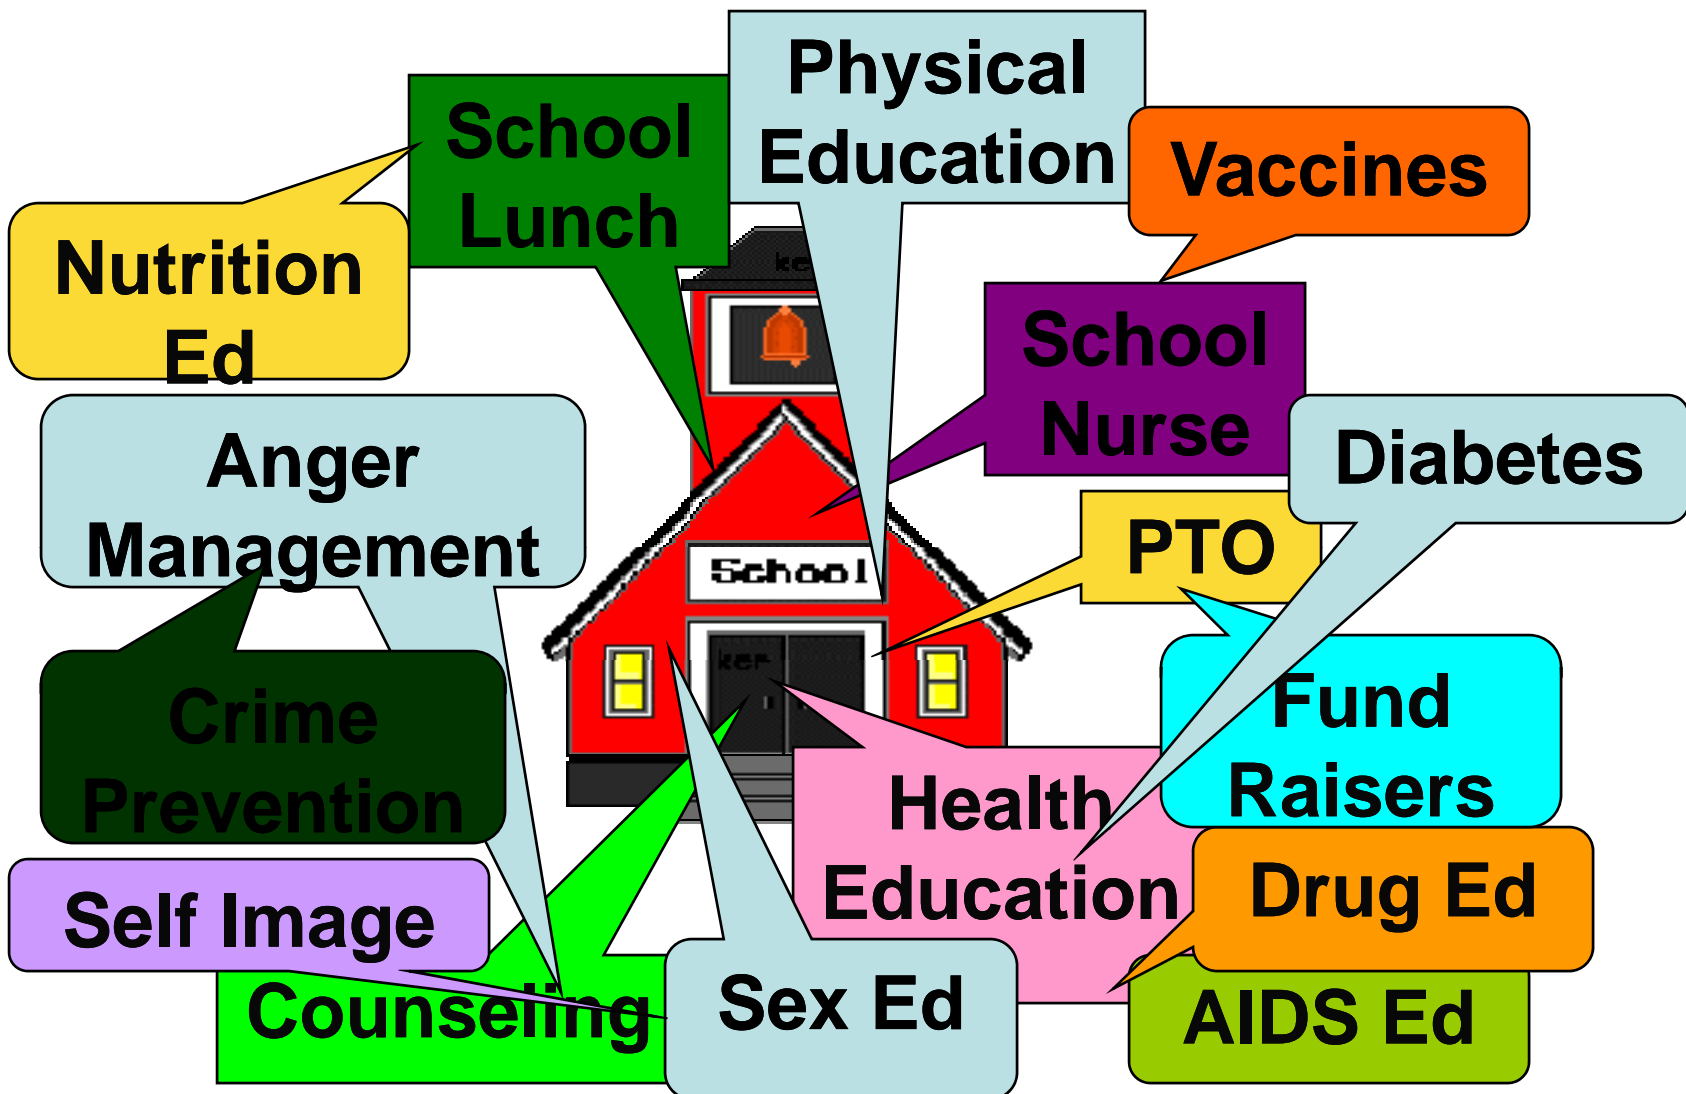 Physical
Education
School
Lunch
Vaccines
Nutrition
Ed
School
Nurse
Anger
Management
Diabetes
PTO
School
Crime
Prevention
Fund
Raisers
Health
Education
Self Image
Drug Ed
Counseling
Sex Ed
AIDS Ed